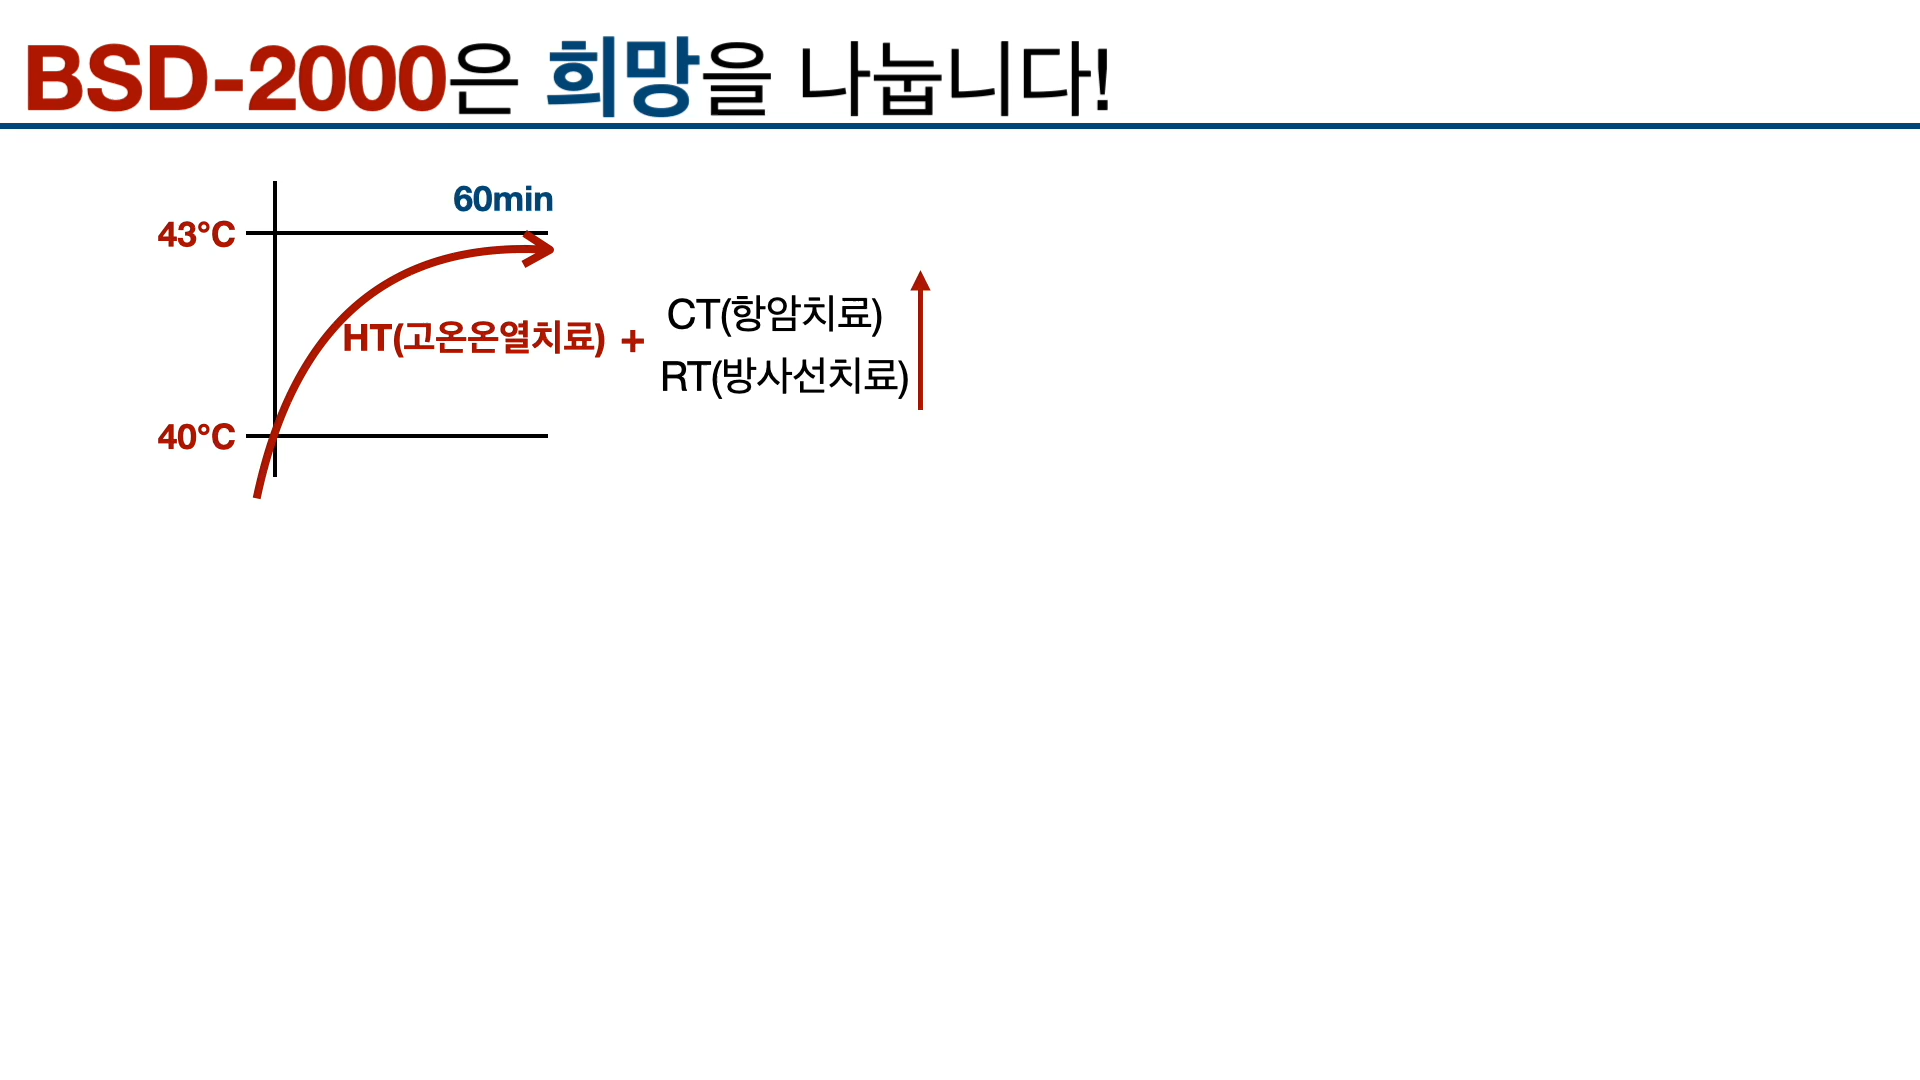 BSD-2000은 희망을 나눕니다!
60min
43°C
CT(항암치료)
HT(고온온열치료) +
RT(방사선치료)
40°C